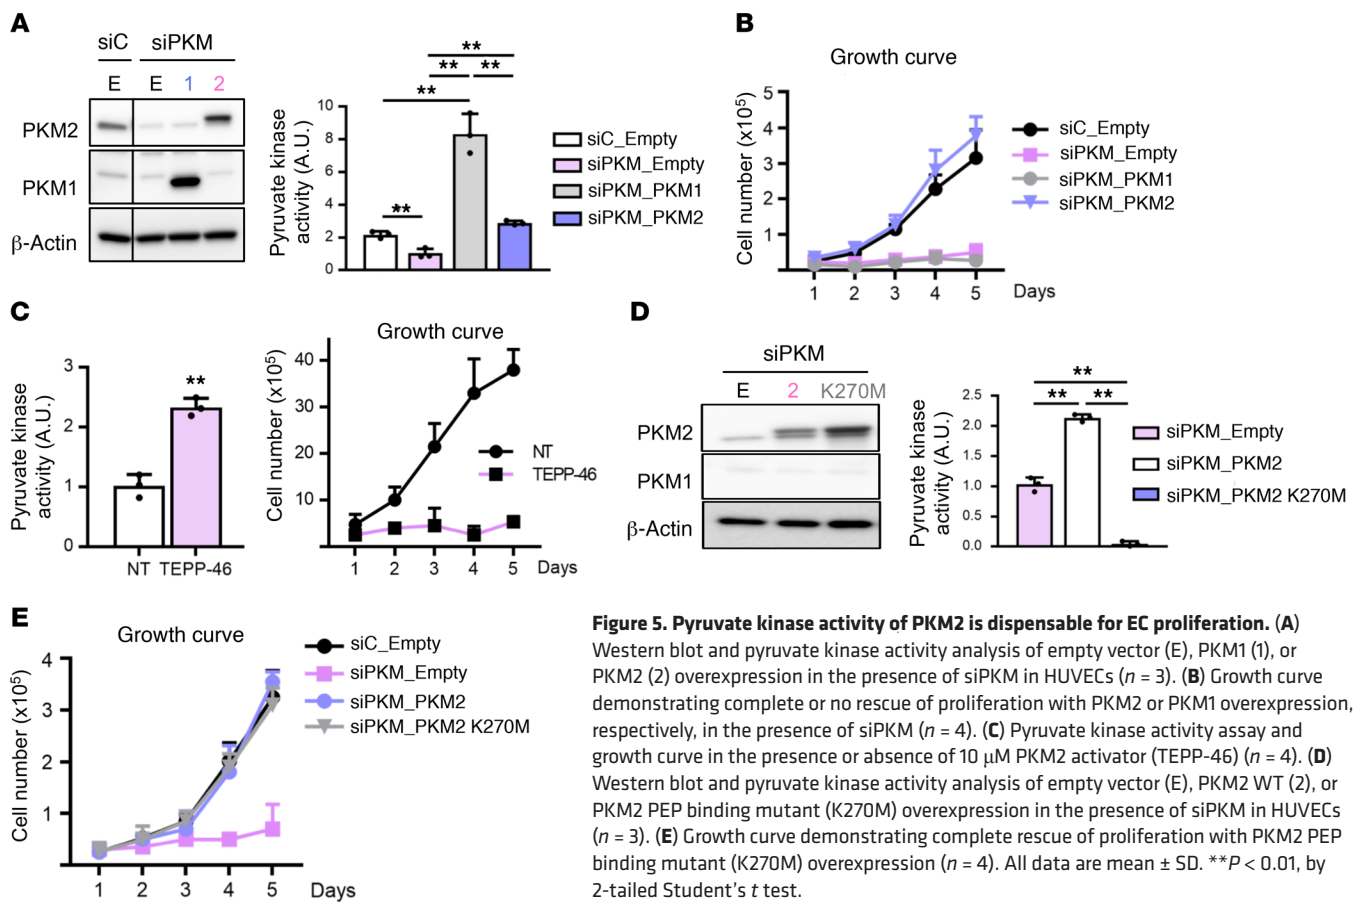 A
siC siPKM
E E 1 2
PKM2
PKM1
β-Actin
Pyruvate kinase
activity (A.U.)
10
8
6
4
2
0
**
**
**
**
**
siC_Empty
siPKM_Empty
siPKM_PKM1
siPKM_PKM2
B
Growth curve
Cell number (x10⁵)
5
4
3
2
1
1 2 3 4 5 Days
siC_Empty
siPKM_Empty
siPKM_PKM1
siPKM_PKM2
C
Pyruvate kinase
activity (A.U.)
3
2
1
0
**
NT TEPP-46
Growth curve
Cell number (x10⁵)
40
30
20
10
1 2 3 4 5 Days
NT
TEPP-46
D
siPKM
E 2 K270M
PKM2
PKM1
β-Actin
Pyruvate kinase
activity (A.U.)
2.5
2.0
1.5
1.0
0.5
0.0
**
** **
siPKM_Empty
siPKM_PKM2
siPKM_PKM2 K270M
E
Growth curve
Cell number (x10⁵)
4
3
2
1
1 2 3 4 5 Days
siC_Empty
siPKM_Empty
siPKM_PKM2
siPKM_PKM2 K270M
Figure 5. Pyruvate kinase activity of PKM2 is dispensable for EC proliferation. (A)
Western blot and pyruvate kinase activity analysis of empty vector (E), PKM1 (1), or
PKM2 (2) overexpression in the presence of siPKM in HUVECs (n = 3). (B) Growth curve
demonstrating complete or no rescue of proliferation with PKM2 or PKM1 overexpression,
respectively, in the presence of siPKM (n = 4). (C) Pyruvate kinase activity assay and
growth curve in the presence or absence of 10 μM PKM2 activator (TEPP-46) (n = 4). (D)
Western blot and pyruvate kinase activity analysis of empty vector (E), PKM2 WT (2), or
PKM2 PEP binding mutant (K270M) overexpression in the presence of siPKM in HUVECs
(n = 3). (E) Growth curve demonstrating complete rescue of proliferation with PKM2 PEP
binding mutant (K270M) overexpression (n = 4). All data are mean ± SD. **P < 0.01, by
2-tailed Student's t test.